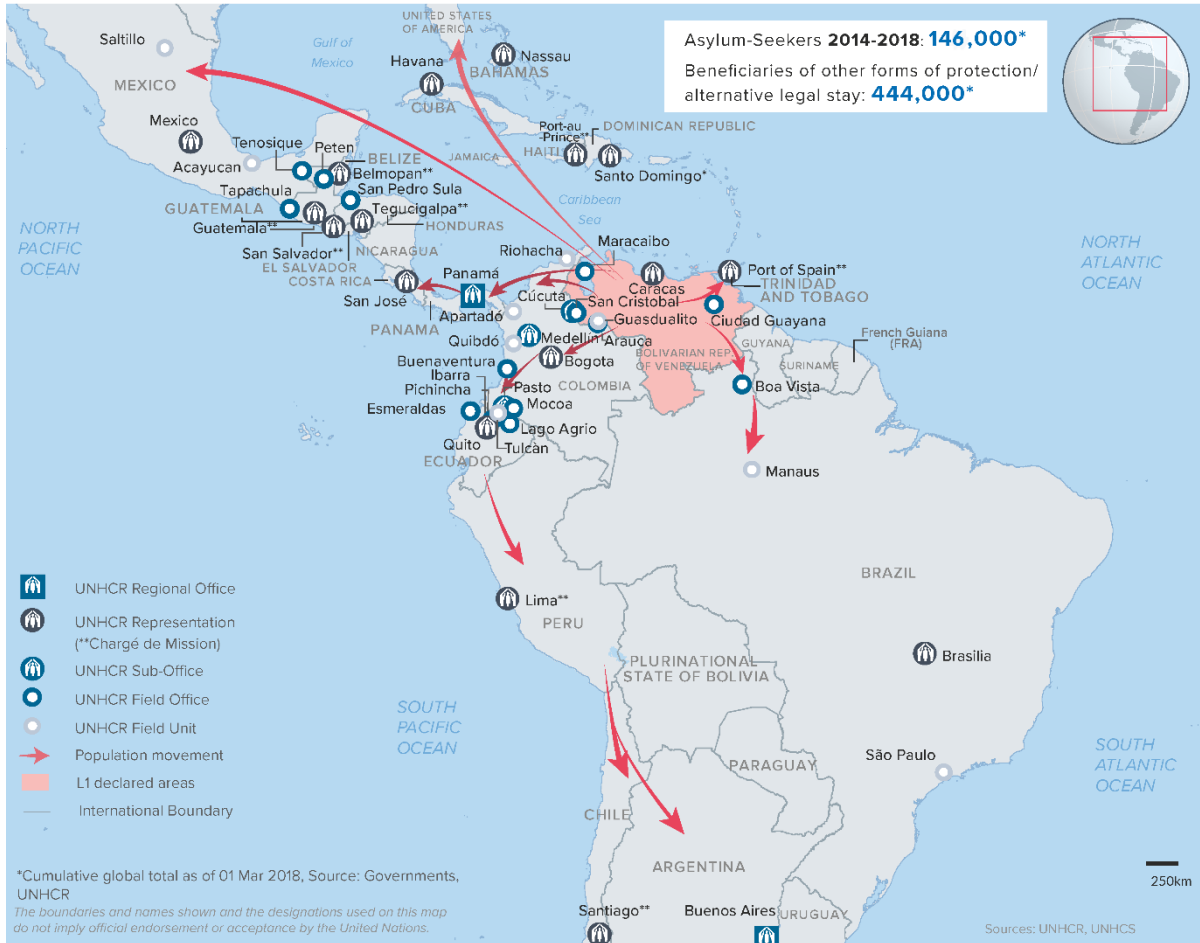 UNITED STATES
OF AMERICA
Asylum-Seekers 2014-2018: 146,000*
Beneficiaries of other forms of protection/
alternative legal stay: 444,000*
Saltillo
Gulf of
Mexico
Havana
Nassau
BAHAMAS
MEXICO
CUBA
Mexico
Port-au
-Prince**
DOMINICAN REPUBLIC
Tenosique
Peten
BELIZE
JAMAICA
HAITI
Acayucan
Belmopan**
Santo Domingo*
Tapachula
San Pedro Sula
Caribbean
Sea
GUATEMALA
Tegucigalpa**
Guatemala**
HONDURAS
NORTH
PACIFIC
OCEAN
San Salvador**
NICARAGUA
Riohacha
Maracaibo
NORTH
ATLANTIC
OCEAN
EL SALVADOR
COSTA RICA
Panamá
Caracas
Port of Spain**
TRINIDAD
AND TOBAGO
San José
Cúcuta
San Cristobal
Apartadó
Guasdualito
Ciudad Guayana
PANAMA
Quibdó
Medellín
Arauca
GUYANA
French Guiana
(FRA)
Buenaventura
Bogota
BOLIVARIAN REP.
OF VENEZUELA
SURINAME
Ibarra
Pichincha
Pasto
COLOMBIA
Boa Vista
Esmeraldas
Mocoa
Lago Agrio
Quito
Tulcán
ECUADOR
Manaus
BRAZIL
UNHCR Regional Office
Lima**
UNHCR Representation
(**Chargé de Mission)
PERU
Brasilia
UNHCR Sub-Office
PLURINATIONAL
STATE OF BOLIVIA
UNHCR Field Office
SOUTH
PACIFIC
OCEAN
UNHCR Field Unit
Population movement
São Paulo
SOUTH
ATLANTIC
OCEAN
L1 declared areas
PARAGUAY
International Boundary
CHILE
ARGENTINA
*Cumulative global total as of 01 Mar 2018, Source: Governments,
UNHCR
250km
The boundaries and names shown and the designations used on this map
do not imply official endorsement or acceptance by the United Nations.
Santiago**
Buenos Aires
URUGUAY
Sources: UNHCR, UNHCS